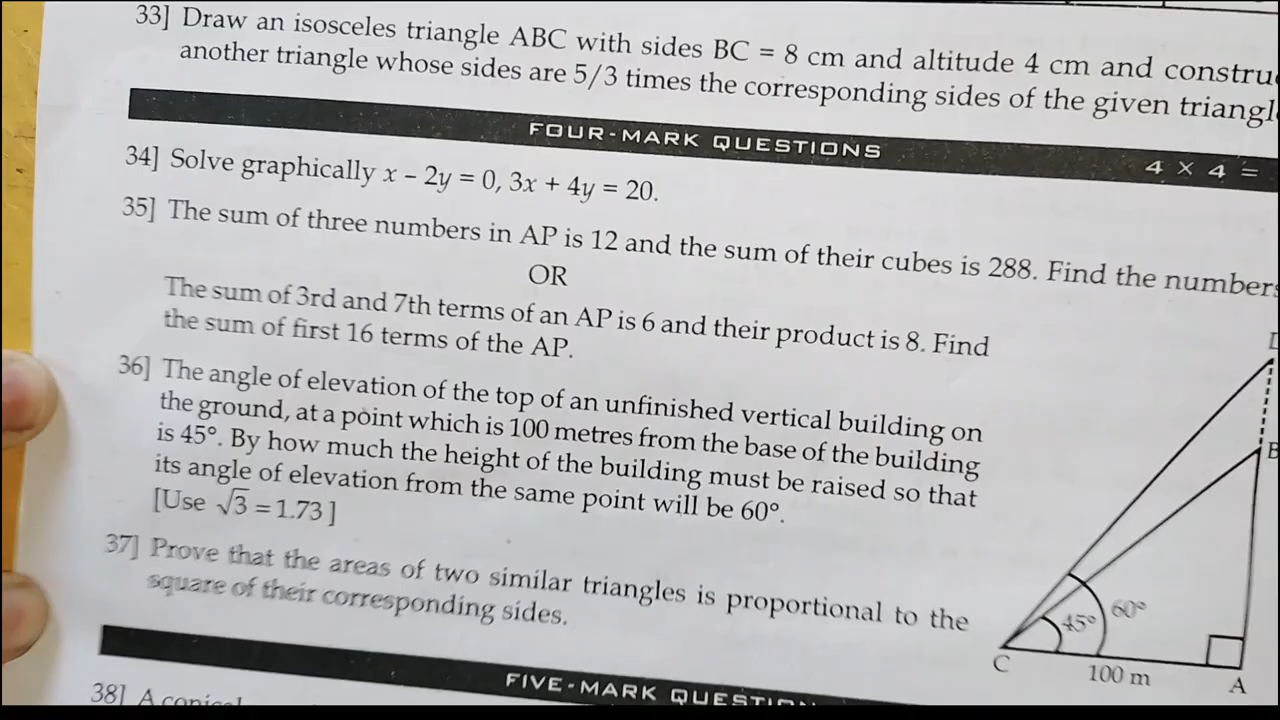 33] Draw an isosceles triangle ABC with sides BC = 8 cm and altitude 4 cm and
another triangle whose sides are 5/3 times the corresponding sides of the given
FOUR-MARK QUESTIONS
4 × 4 =
34] Solve graphically x – 2y = 0, 3x + 4y = 20.
35] The sum of three numbers in AP is 12 and the sum of their cubes is 288. Find the
OR
The sum of 3rd and 7th terms of an AP is 6 and their product is 8. Find
the sum of first 16 terms of the AP.
36] The angle of elevation of the top of an unfinished vertical building on
the ground, at a point which is 100 metres from the base of the building
is 45°. By how much the height of the building must be raised so that
its angle of elevation from the same point will be 60°.
[Use √3 = 1.73 ]
B
60°
45°
C
100 m
A
37] Prove that the areas of two similar triangles is proportional to the
square of their corresponding sides.
FIVE-MARK
38] A conical